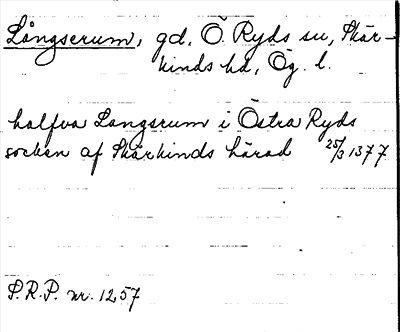 Långserum, gd, Ö. Ryds sn, Skär-
kinds hd, Ög. l.
halfva Langsrum i Östra Ryds
socken af Skärkinds härad 25/3 1377
S.R.P. nr. 1257